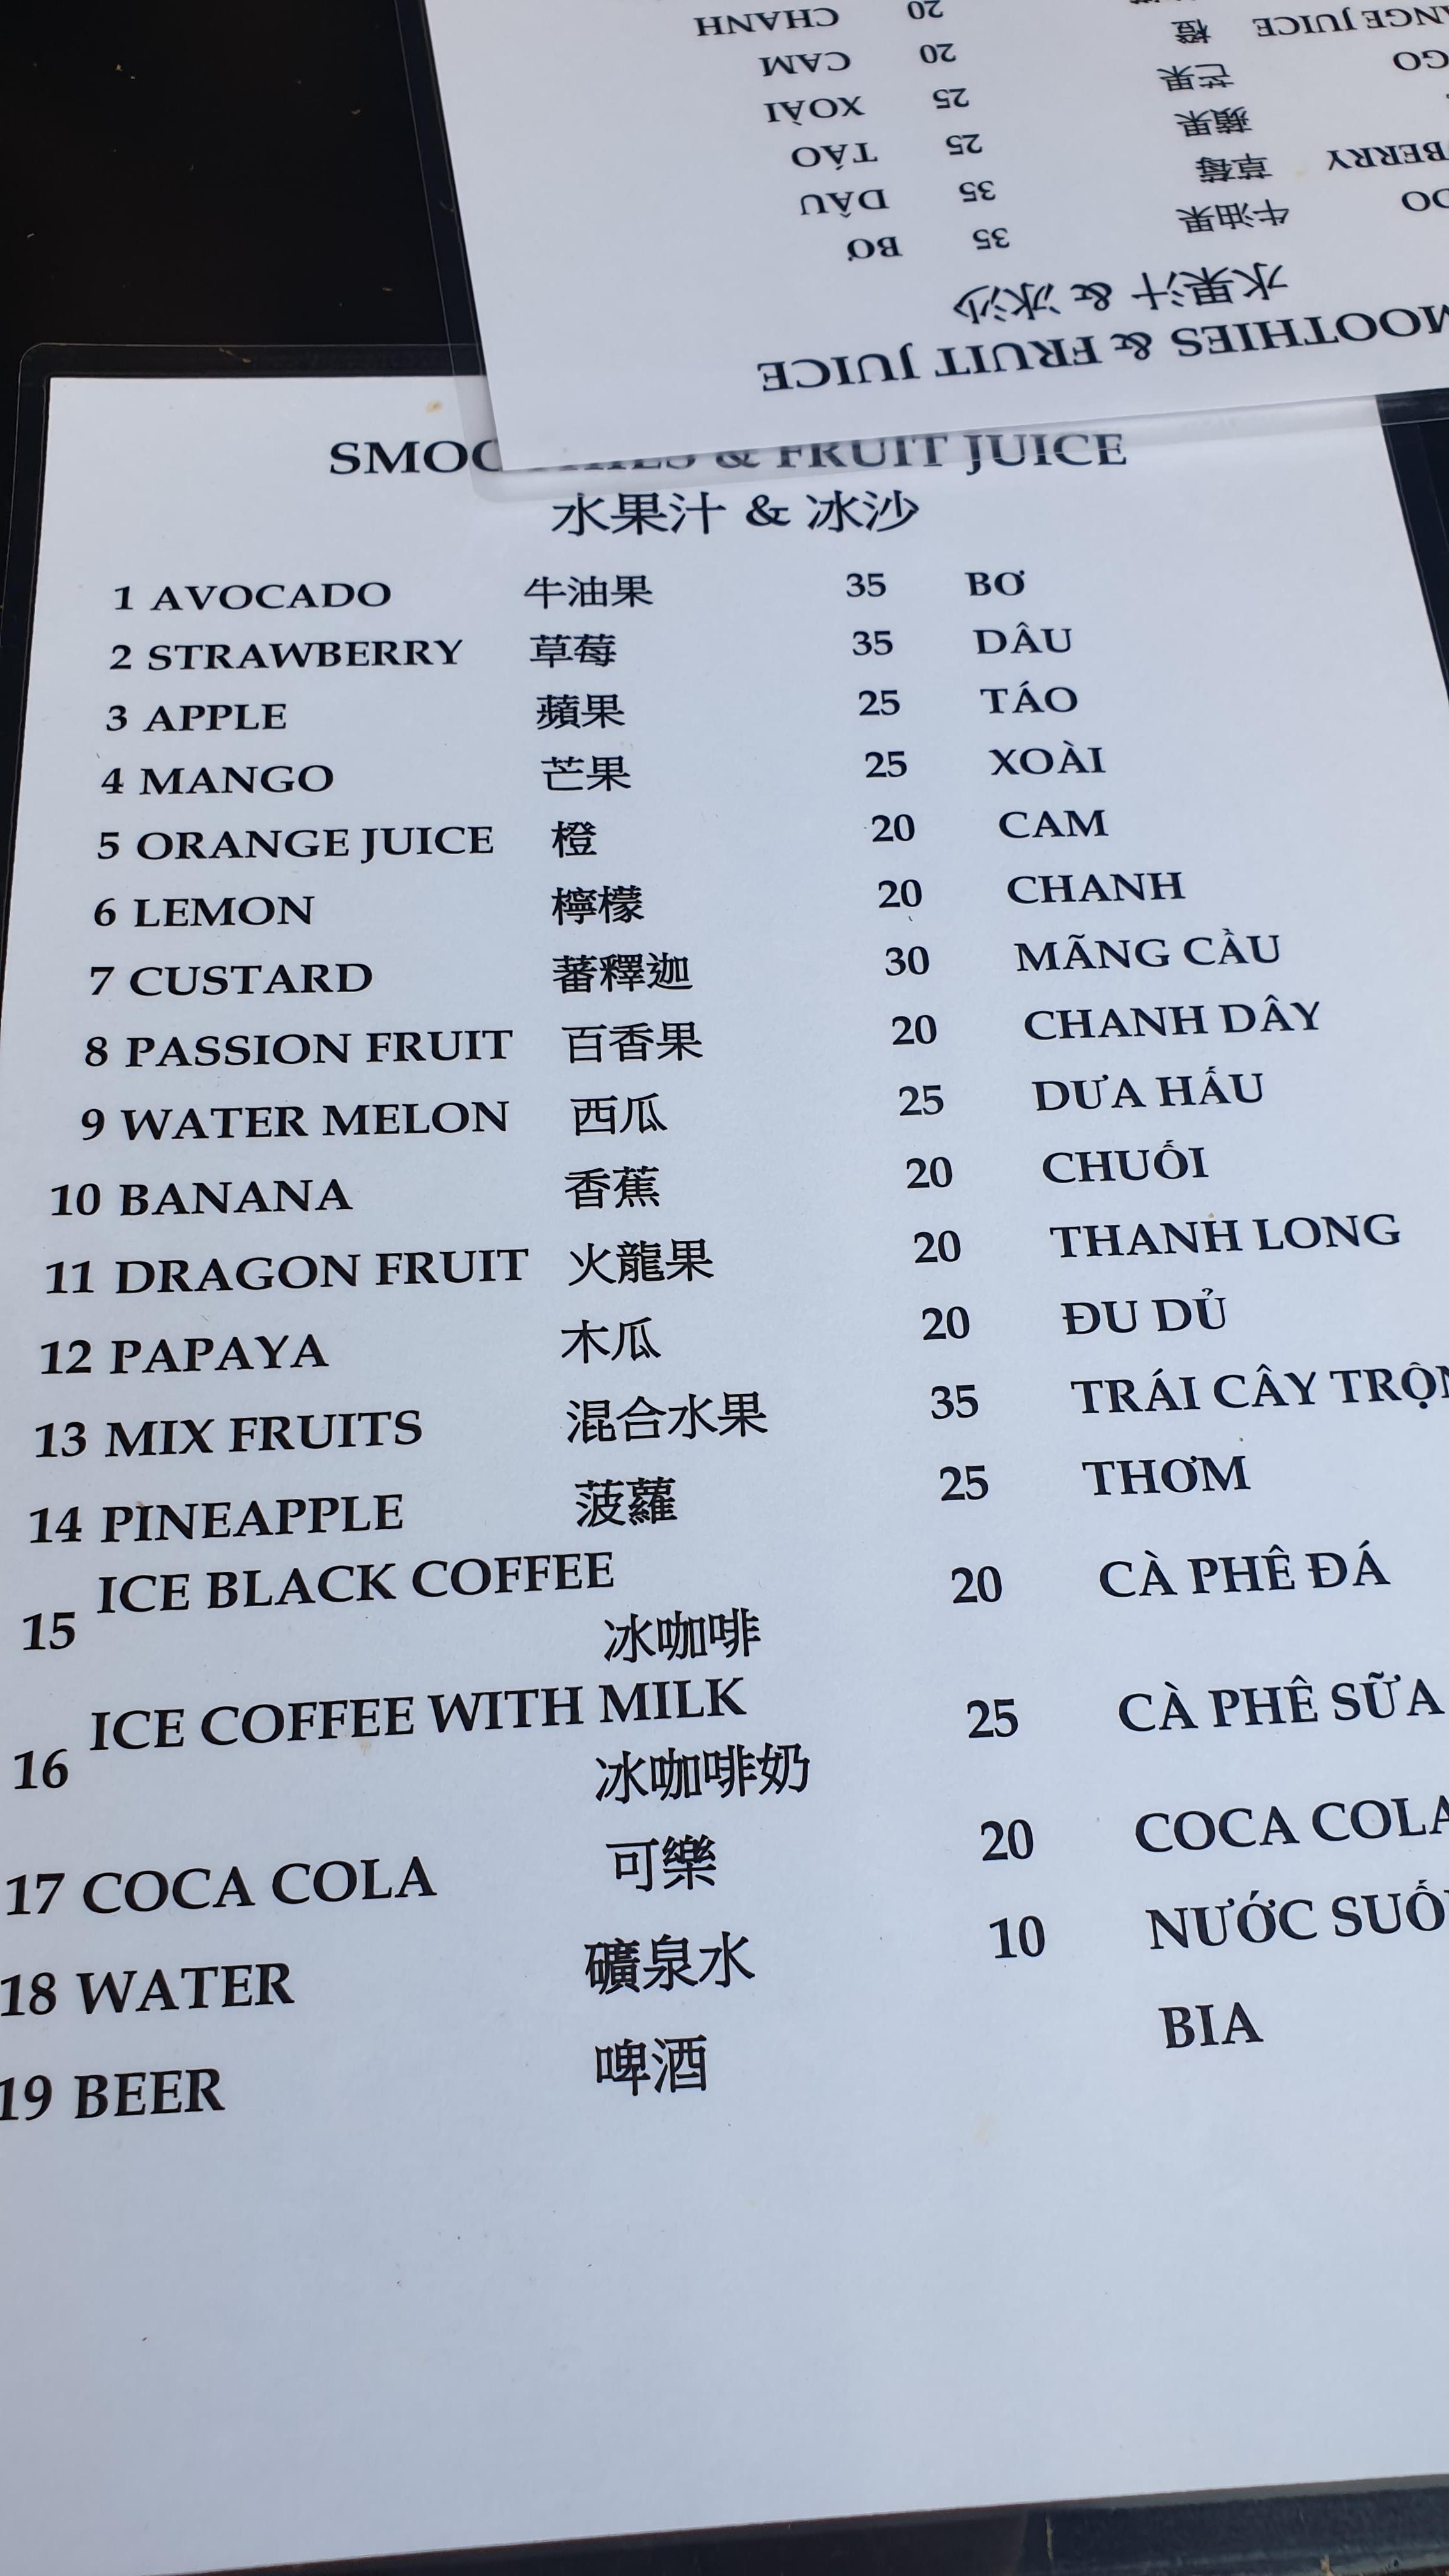 CHANH 20
CAM 20 橙 NGE JUICE
XOÀI 25 芒果 GO
TÁO 25 蘋果
DÂU 35 草莓 BERRY
BƠ 35 牛油果 DO
水果汁 & 冰沙
MOOTHIES & FRUIT JUICE
SMOOTHIES & FRUIT JUICE
水果汁 & 冰沙
1 AVOCADO 牛油果 35 BƠ
2 STRAWBERRY 草莓 35 DÂU
3 APPLE 蘋果 25 TÁO
4 MANGO 芒果 25 XOÀI
5 ORANGE JUICE 橙 20 CAM
6 LEMON 檸檬 20 CHANH
7 CUSTARD 蕃釋迦 30 MÃNG CẦU
8 PASSION FRUIT 百香果 20 CHANH DÂY
9 WATER MELON 西瓜 25 DƯA HẤU
10 BANANA 香蕉 20 CHUỐI
11 DRAGON FRUIT 火龍果 20 THANH LONG
12 PAPAYA 木瓜 20 ĐU DỦ
13 MIX FRUITS 混合水果 35 TRÁI CÂY TRỘN
14 PINEAPPLE 菠蘿 25 THƠM
15 ICE BLACK COFFEE 冰咖啡 20 CÀ PHÊ ĐÁ
16 ICE COFFEE WITH MILK 冰咖啡奶 25 CÀ PHÊ SỮA
17 COCA COLA 可樂 20 COCA COLA
18 WATER 礦泉水 10 NƯỚC SUỐI
19 BEER 啤酒 BIA